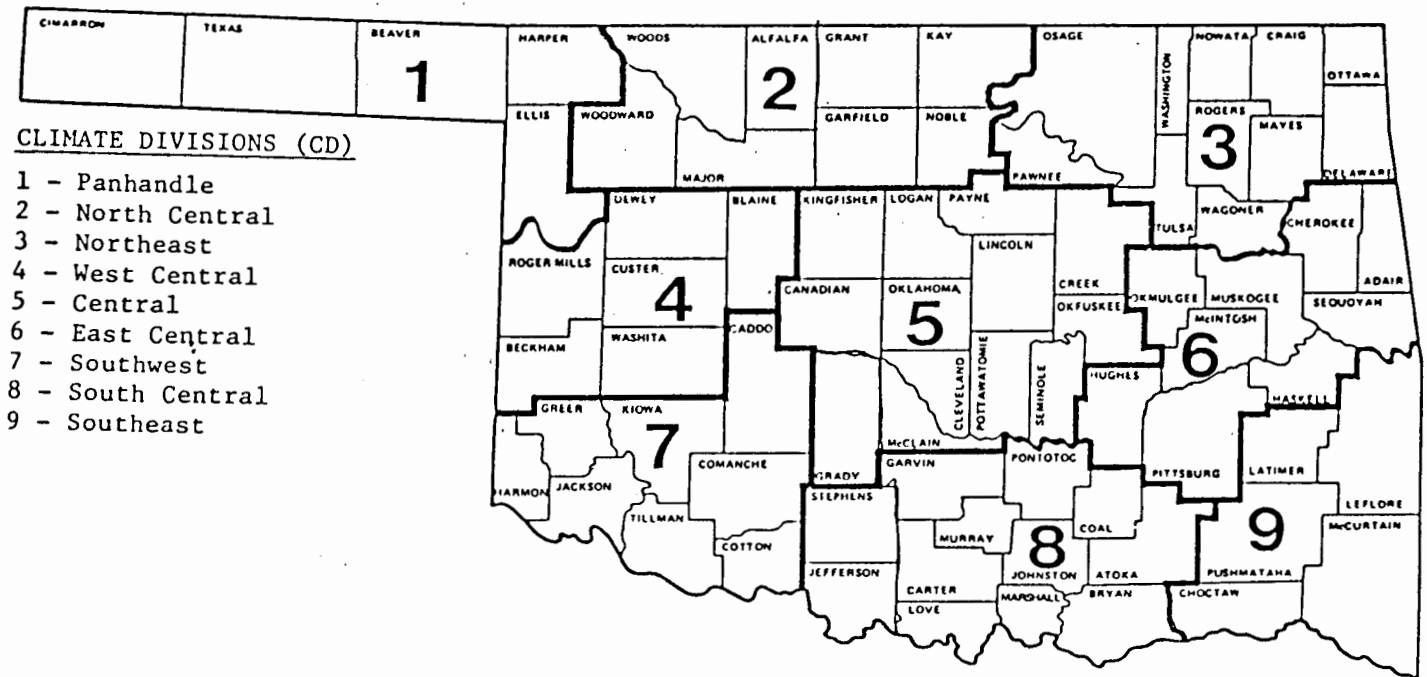 CIMARRON TEXAS BEAVER HARPER WOODS ALFALFA GRANT KAY OSAGE WASHINGTON NOWATA CRAIG OTTAWA
1 2 3
ELLIS WOODWARD MAJOR GARFIELD NOBLE PAWNEE ROGERS MAYES DELAWARE
CLIMATE DIVISIONS (CD)
1 - Panhandle
2 - North Central
3 - Northeast
4 - West Central
5 - Central
6 - East Central
7 - Southwest
8 - South Central
9 - Southeast
DEWEY BLAINE KINGFISHER LOGAN PAYNE TULSA WAGONER CHEROKEE
LINCOLN
ROGER MILLS CUSTER CANADIAN OKLAHOMA CREEK OKMULGEE MUSKOGEE ADAIR
4 5 6
OKFUSKEE McINTOSH SEQUOYAH
BECKHAM WASHITA CADDO CLEVELAND POTTAWATOMIE SEMINOLE HUGHES HASKELL
GREER KIOWA
7
McCLAIN
HARMON JACKSON COMANCHE GRADY GARVIN PONTOTOC PITTSBURG LATIMER
STEPHENS
TILLMAN COTTON MURRAY COAL LEFLORE
8 9
McCURTAIN
JEFFERSON JOHNSTON ATOKA PUSHMATAHA
CARTER MARSHALL BRYAN CHOCTAW
LOVE